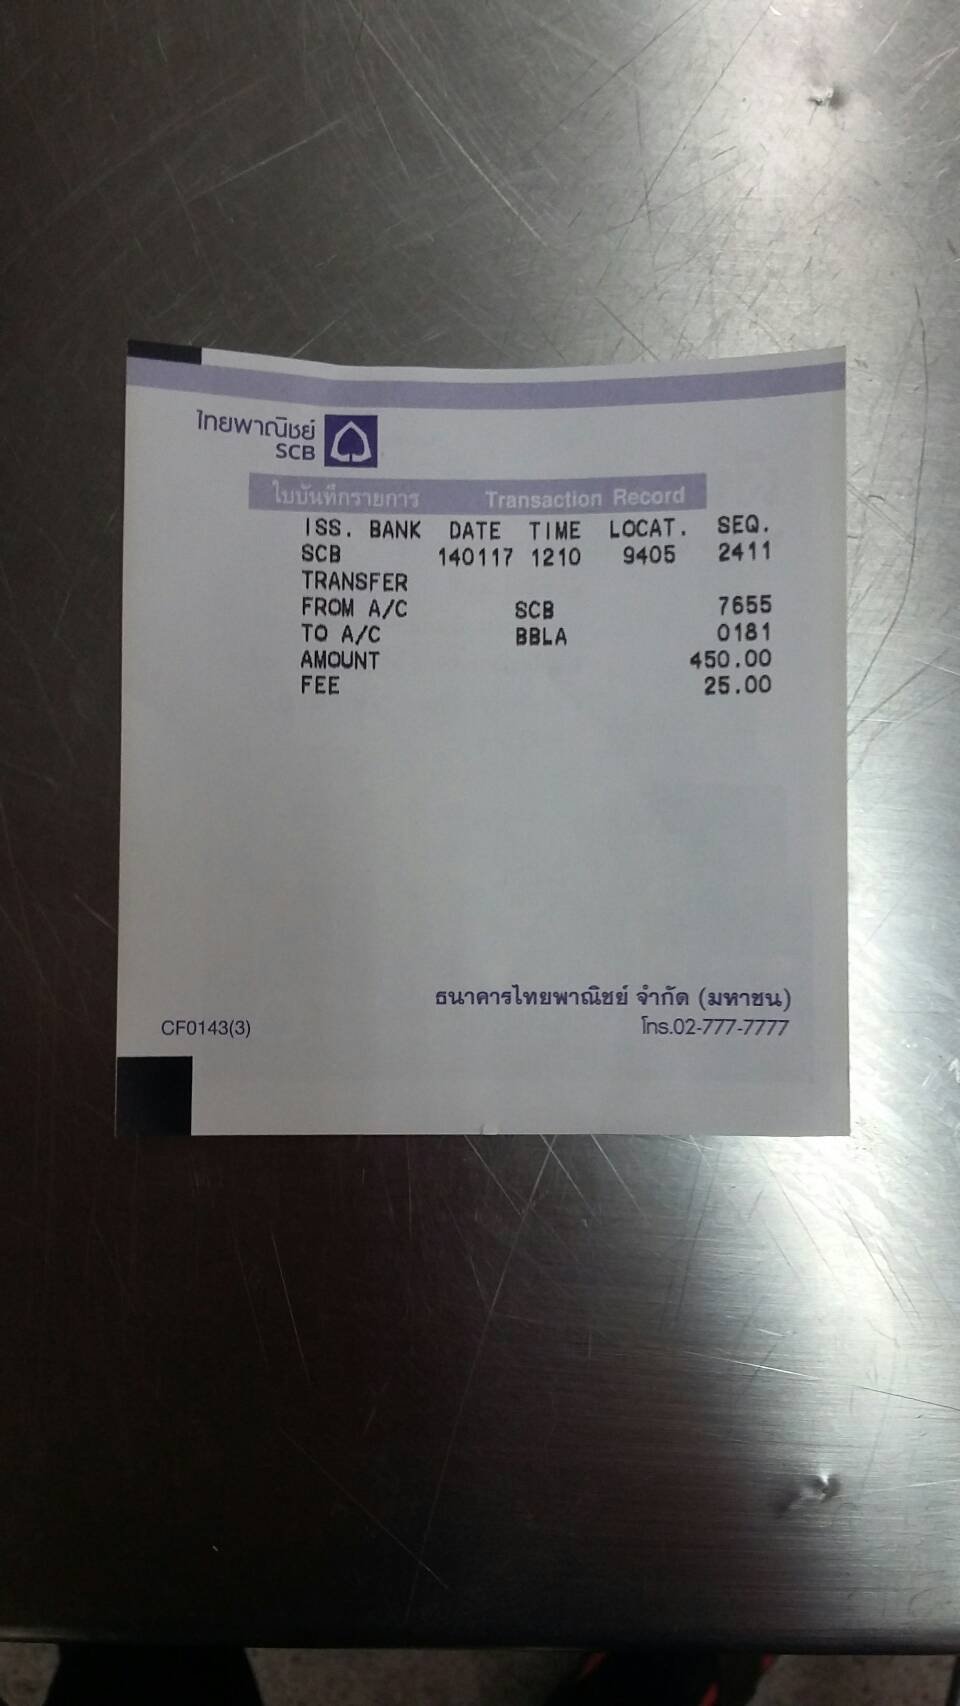 ไทยพาณิชย์
SCB
ใบบันทึกรายการ Transaction Record
ISS. BANK DATE TIME LOCAT. SEQ.
SCB 140117 1210 9405 2411
TRANSFER
FROM A/C SCB 7655
TO A/C BBLA 0181
AMOUNT 450.00
FEE 25.00
ธนาคารไทยพาณิชย์ จำกัด (มหาชน)
CF0143(3) โทร.02-777-7777